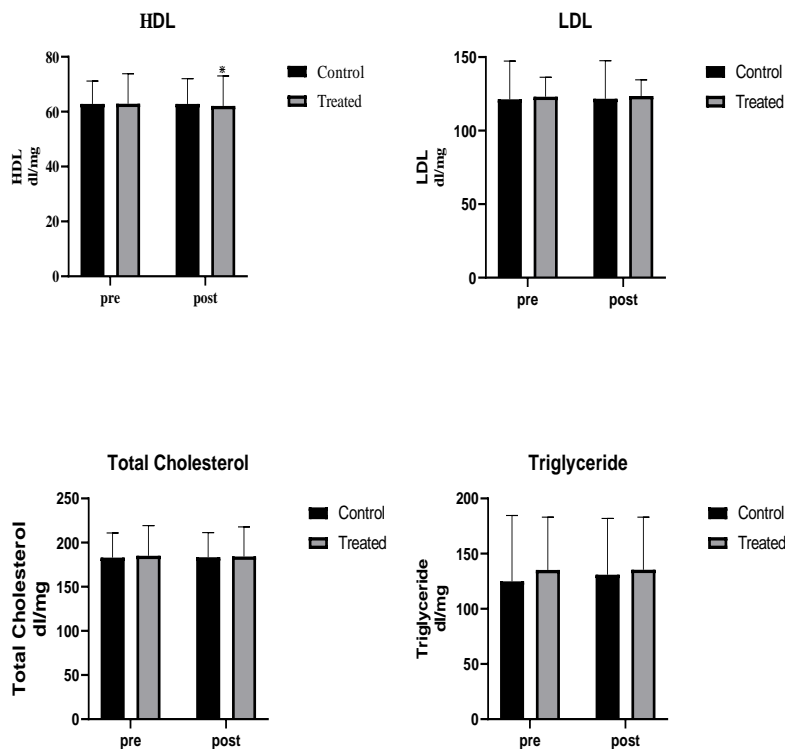 HDL
80
60
40
20
0
HDL
dl/mg
*
pre
post
Control
Treated
LDL
150
100
50
0
LDL
dl/mg
pre
post
Control
Treated
Total Cholesterol
250
200
150
100
50
0
Total Cholesterol
dl/mg
pre
post
Control
Treated
Triglyceride
200
150
100
50
0
Triglyceride
dl/mg
pre
post
Control
Treated